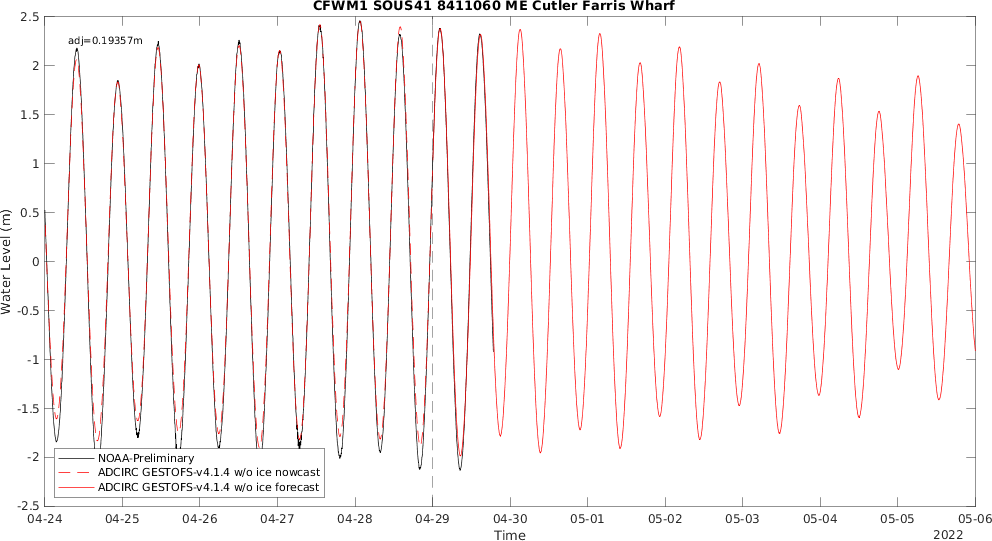 CFWM1 SOUS41 8411060 ME Cutler Farris Wharf
adj=0.19357m
2.5
2
1.5
1
0.5
0
-0.5
-1
-1.5
-2
-2.5
Water Level (m)
NOAA-Preliminary
ADCIRC GESTOFS-v4.1.4 w/o ice nowcast
ADCIRC GESTOFS-v4.1.4 w/o ice forecast
04-24 04-25 04-26 04-27 04-28 04-29 04-30 05-01 05-02 05-03 05-04 05-05 05-06
Time
2022